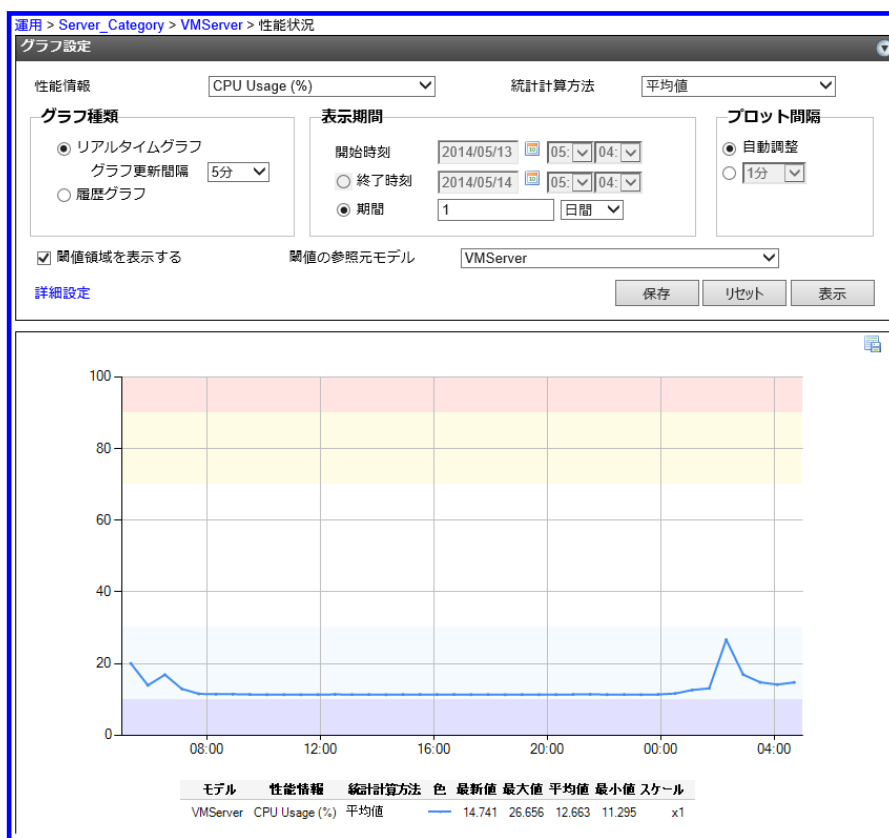 運用 > Server_Category > VMServer > 性能状況
グラフ設定
性能情報 CPU Usage (%) 統計計算方法 平均値
グラフ種類 表示期間 プロット間隔
リアルタイムグラフ 開始時刻 2014/05/13 05: 04: 自動調整
グラフ更新間隔 5分 終了時刻 2014/05/14 05: 04: 1分
履歴グラフ 期間 1 日間
閾値領域を表示する 閾値の参照元モデル VMServer
詳細設定 保存 リセット 表示
100
80
60
40
20
0
08:00 12:00 16:00 20:00 00:00 04:00
モデル 性能情報 統計計算方法 色 最新値 最大値 平均値 最小値 スケール
VMServer CPU Usage (%) 平均値 14.741 26.656 12.663 11.295 x1